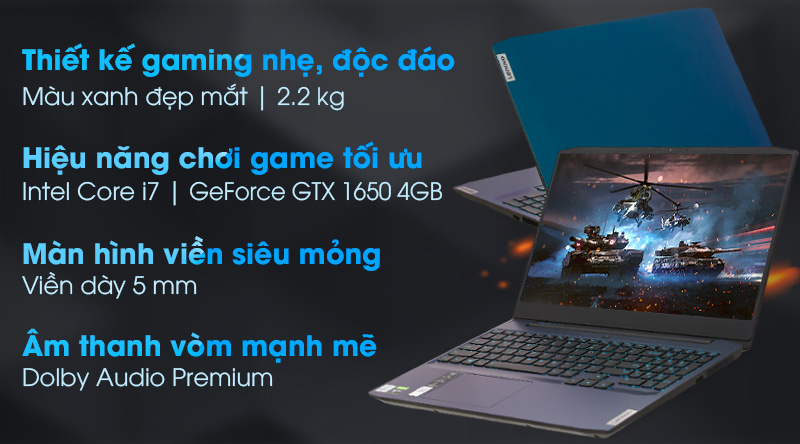 Thiết kế gaming nhẹ, độc đáo
Màu xanh đẹp mắt | 2.2 kg
Hiệu năng chơi game tối ưu
Intel Core i7 | GeForce GTX 1650 4GB
Màn hình viền siêu mỏng
Viền dày 5 mm
Âm thanh vòm mạnh mẽ
Dolby Audio Premium
Lenovo